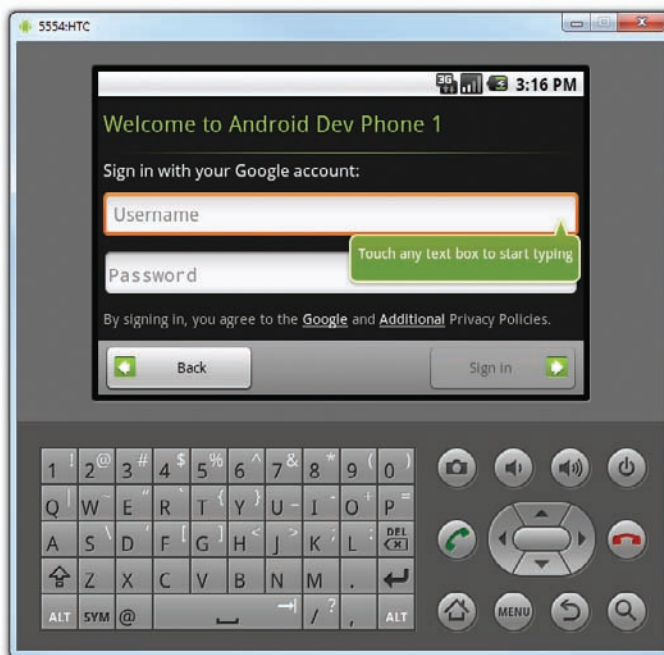 5554:HTC
3G 3:16 PM
Welcome to Android Dev Phone 1
Sign in with your Google account:
Username
Touch any text box to start typing
Password
By signing in, you agree to the Google and Additional Privacy Policies.
Back Sign in
1 ! 2 @ 3 # 4 $ 5 % 6 ^ 7 & 8 * 9 ( 0 )
Q | W ~ E " R ` T { Y } U _ I - O + P =
A S \ D ' F [ G ] H < J > K ; L : DEL
Z X C V B N M .
ALT SYM @ / ? , ALT
MENU